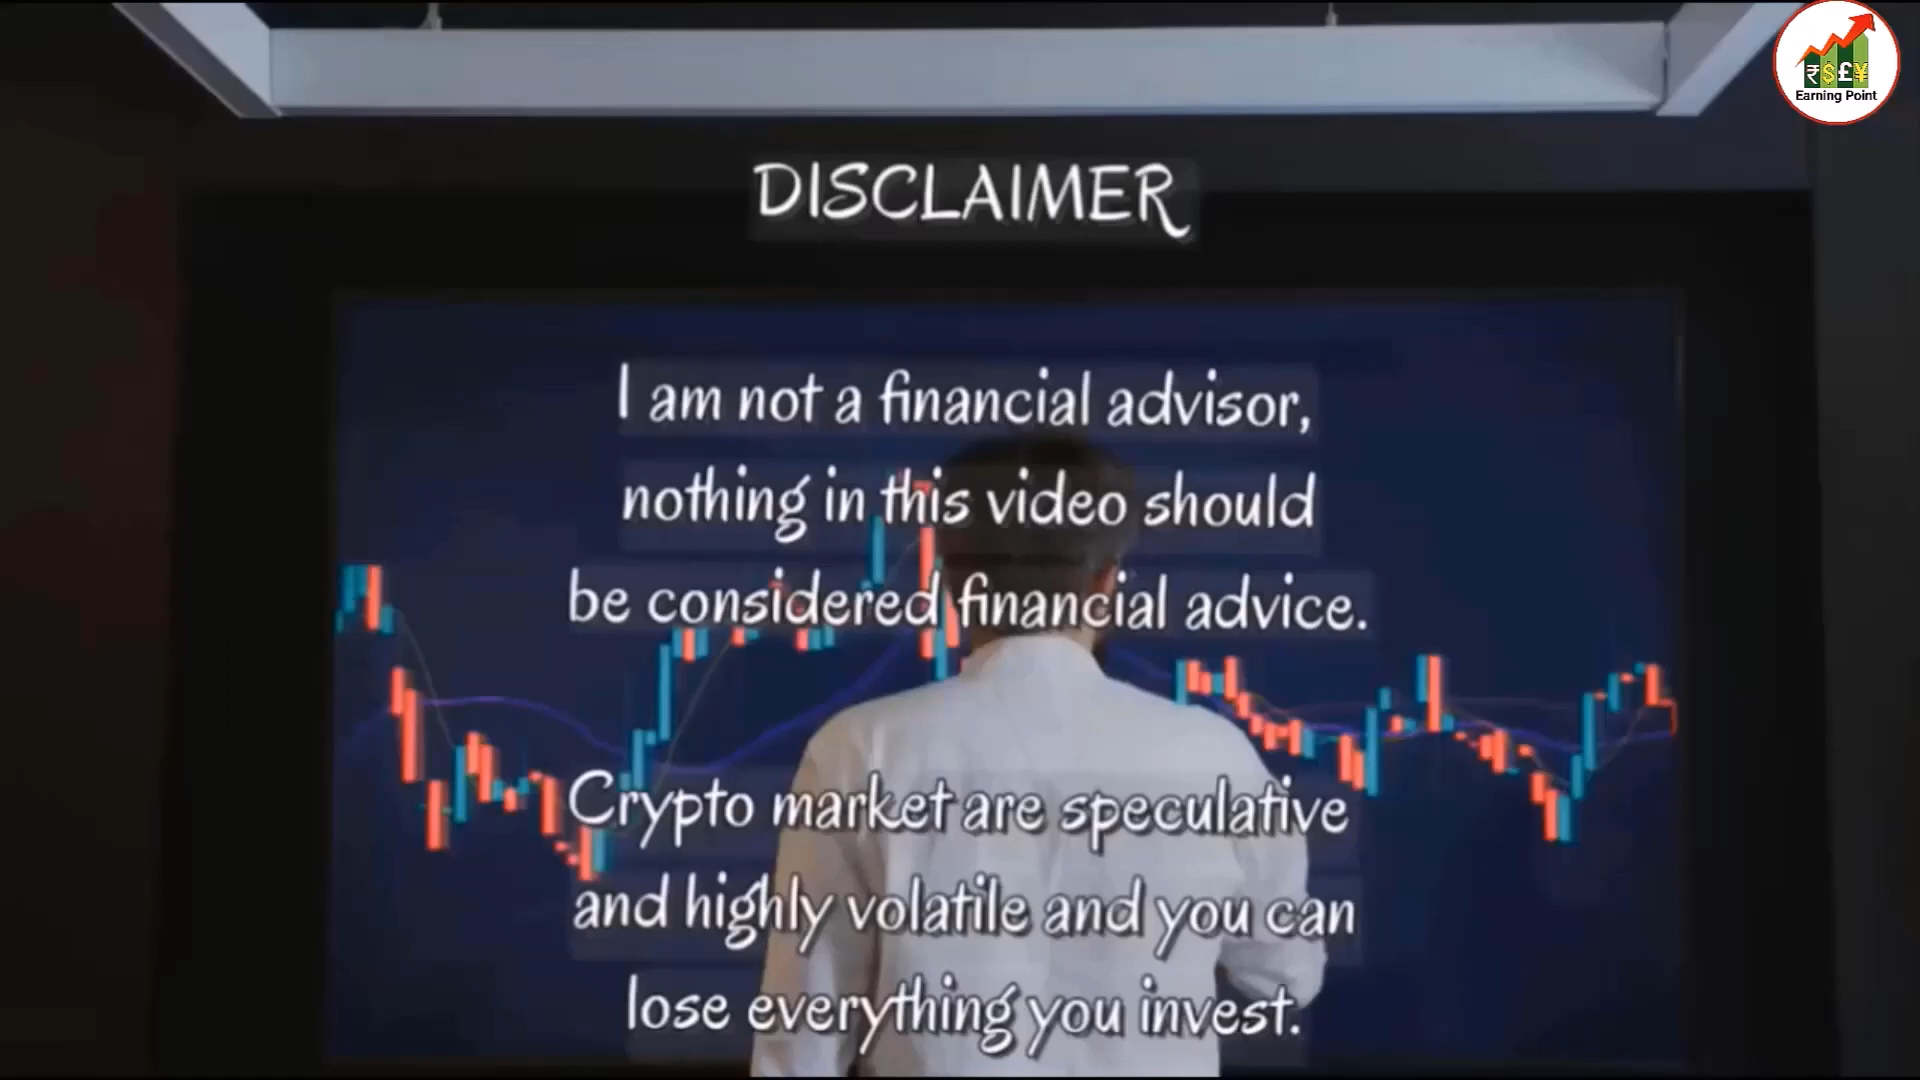 ₹$£¥
Earning Point
DISCLAIMER
I am not a financial advisor,
nothing in this video should
be considered financial advice.
Crypto market are speculative
and highly volatile and you can
lose everything you invest.